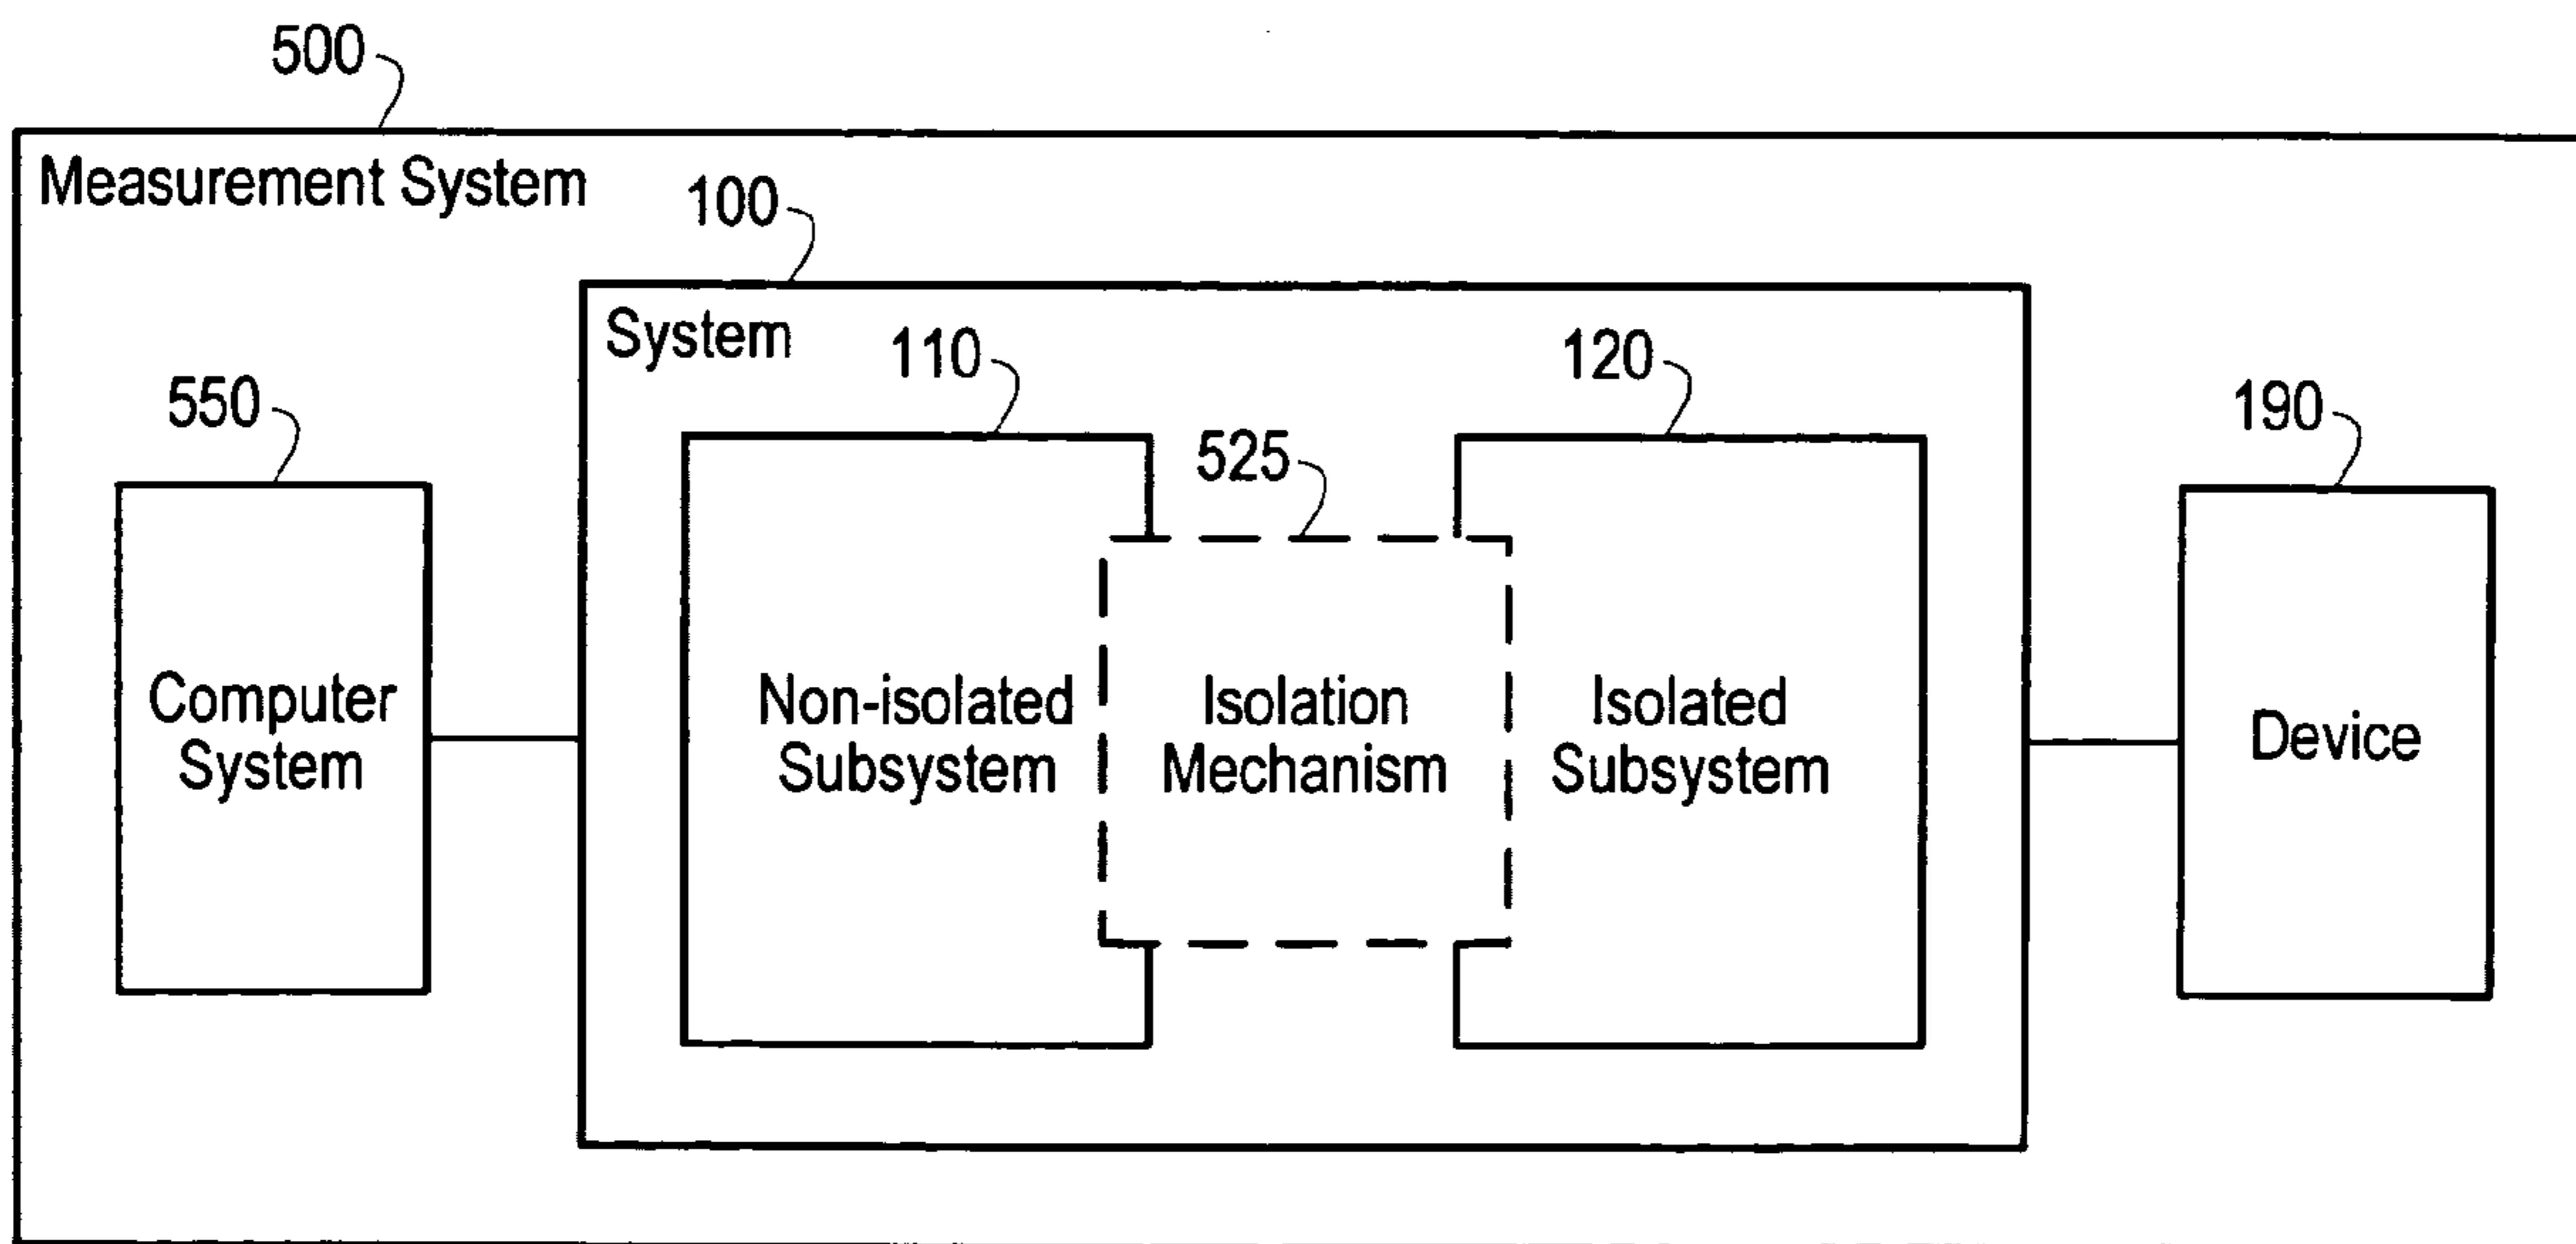 500
Measurement System
100
System
110
120
550
525
190
Computer
System
Non-isolated
Subsystem
Isolation
Mechanism
Isolated
Subsystem
Device